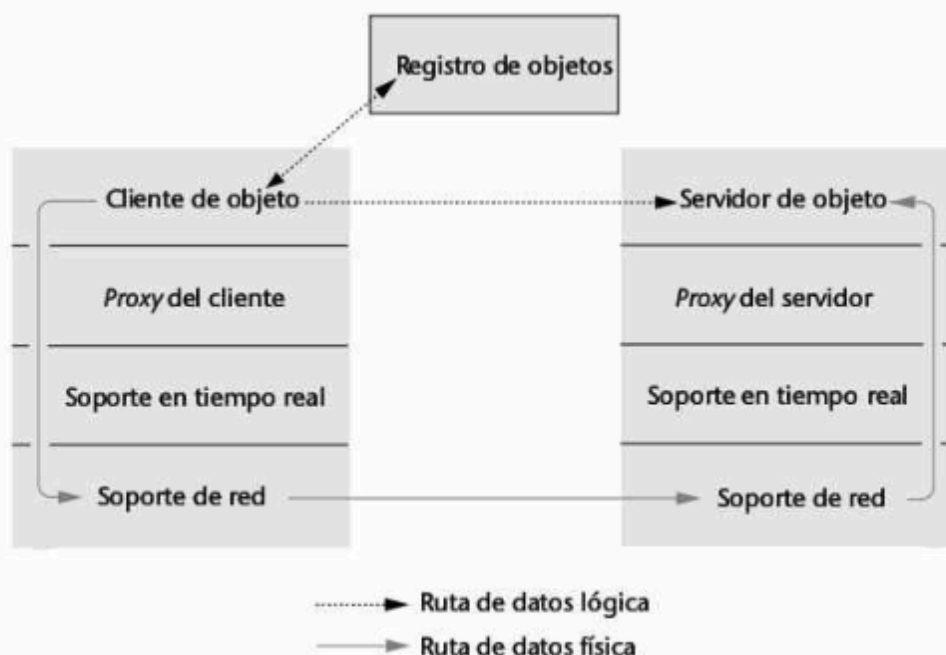 Registro de objetos
Cliente de objeto
Servidor de objeto
Proxy del cliente
Proxy del servidor
Soporte en tiempo real
Soporte en tiempo real
Soporte de red
Soporte de red
Ruta de datos lógica
Ruta de datos física